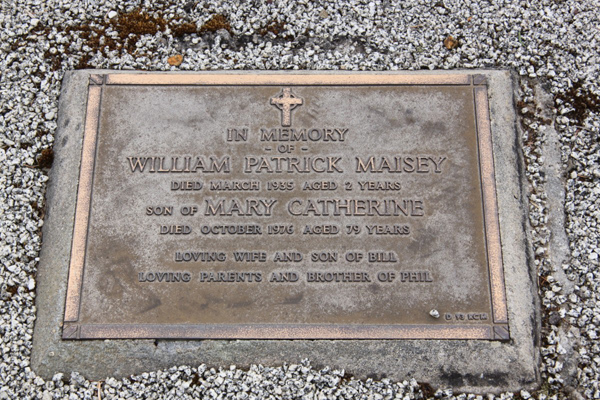 IN MEMORY
- OF -
WILLIAM PATRICK MAISEY
DIED MARCH 1935 AGED 2 YEARS
SON OF MARY CATHERINE
DIED OCTOBER 1976 AGED 79 YEARS
LOVING WIFE AND SON OF BILL
LOVING PARENTS AND BROTHER OF PHIL